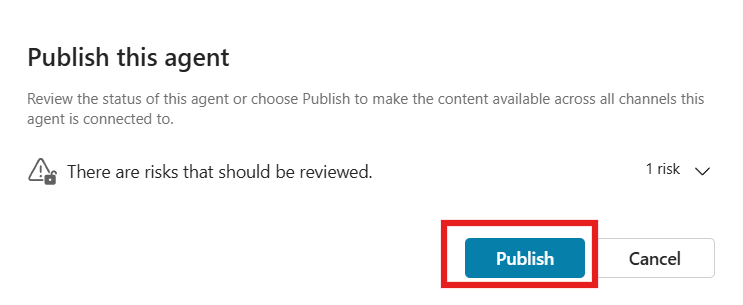 Publish this agent
Review the status of this agent or choose Publish to make the content available across all channels this
agent is connected to.
There are risks that should be reviewed.
1 risk
Publish
Cancel